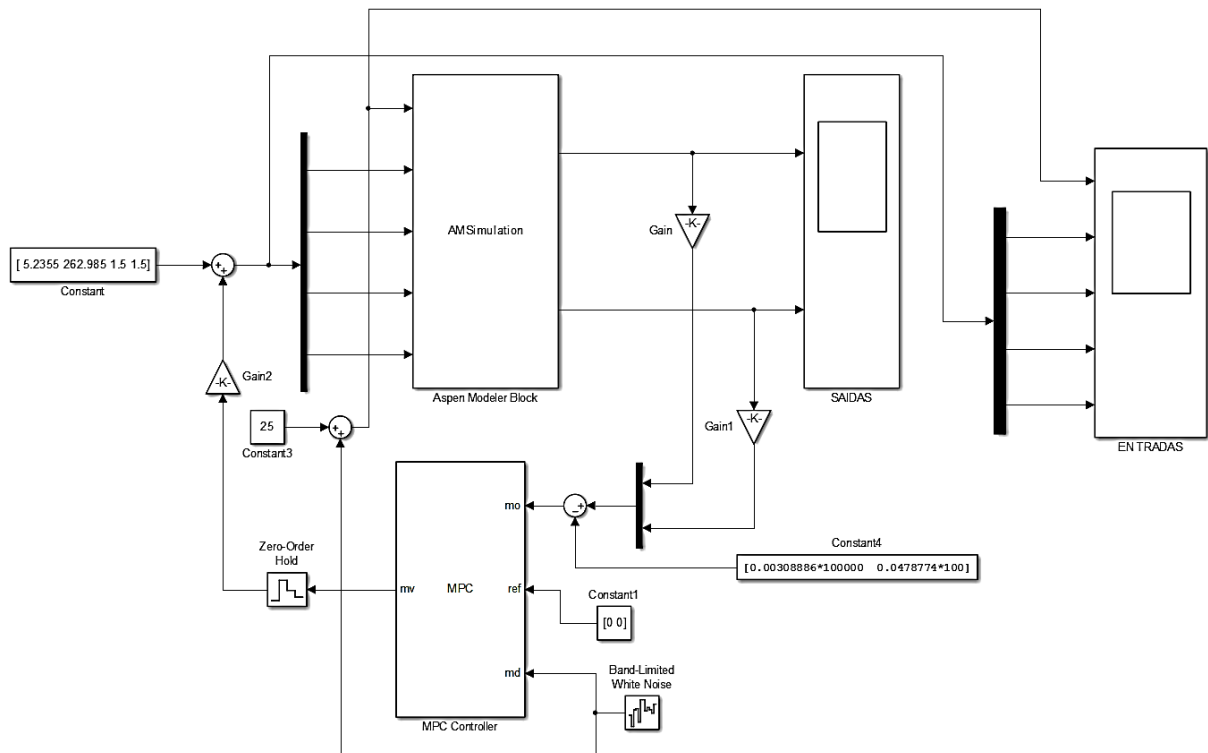 AMSimulation
Aspen Modeler Block
SAIDAS
EN TRADAS
-K-
Gain
[ 5.2355 262.985 1.5 1.5]
Constant
+
+
-K-
Gain2
-K-
Gain1
25
Constant3
+
+
mo
mv
MPC
ref
md
MPC Controller
+
−
Constant4
[0.00308886*100000 0.0478774*100]
Zero-Order
Hold
Constant1
[0 0]
Band-Limited
White Noise